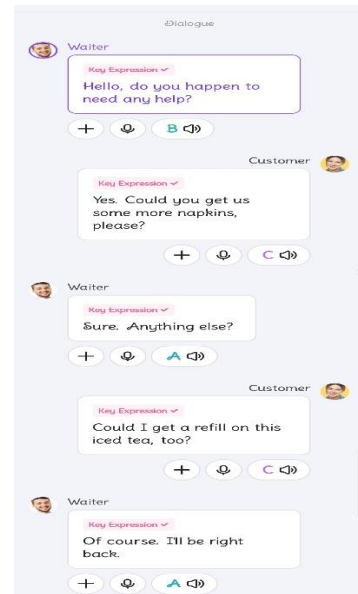 Dialogue
Waiter
Key Expression ✓
Hello, do you happen to
need any help?
B
Customer
Key Expression ✓
Yes. Could you get us
some more napkins,
please?
C
Waiter
Key Expression ✓
Sure. Anything else?
A
Customer
Key Expression ✓
Could I get a refill on this
iced tea, too?
C
Waiter
Key Expression ✓
Of course. I'll be right
back.
A